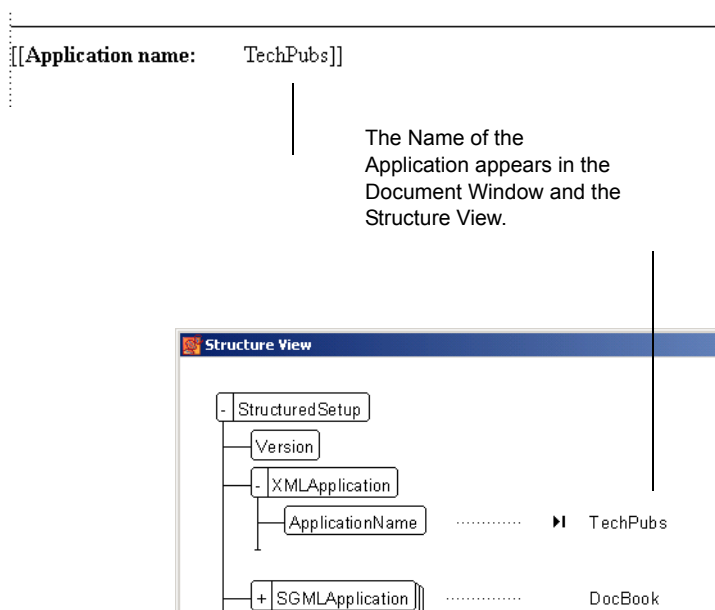 [[Application name: TechPubs]]
The Name of the
Application appears in the
Document Window and the
Structure View.
Structure View
- StructuredSetup
Version
- XMLApplication
ApplicationName TechPubs
+ SGMLApplication DocBook